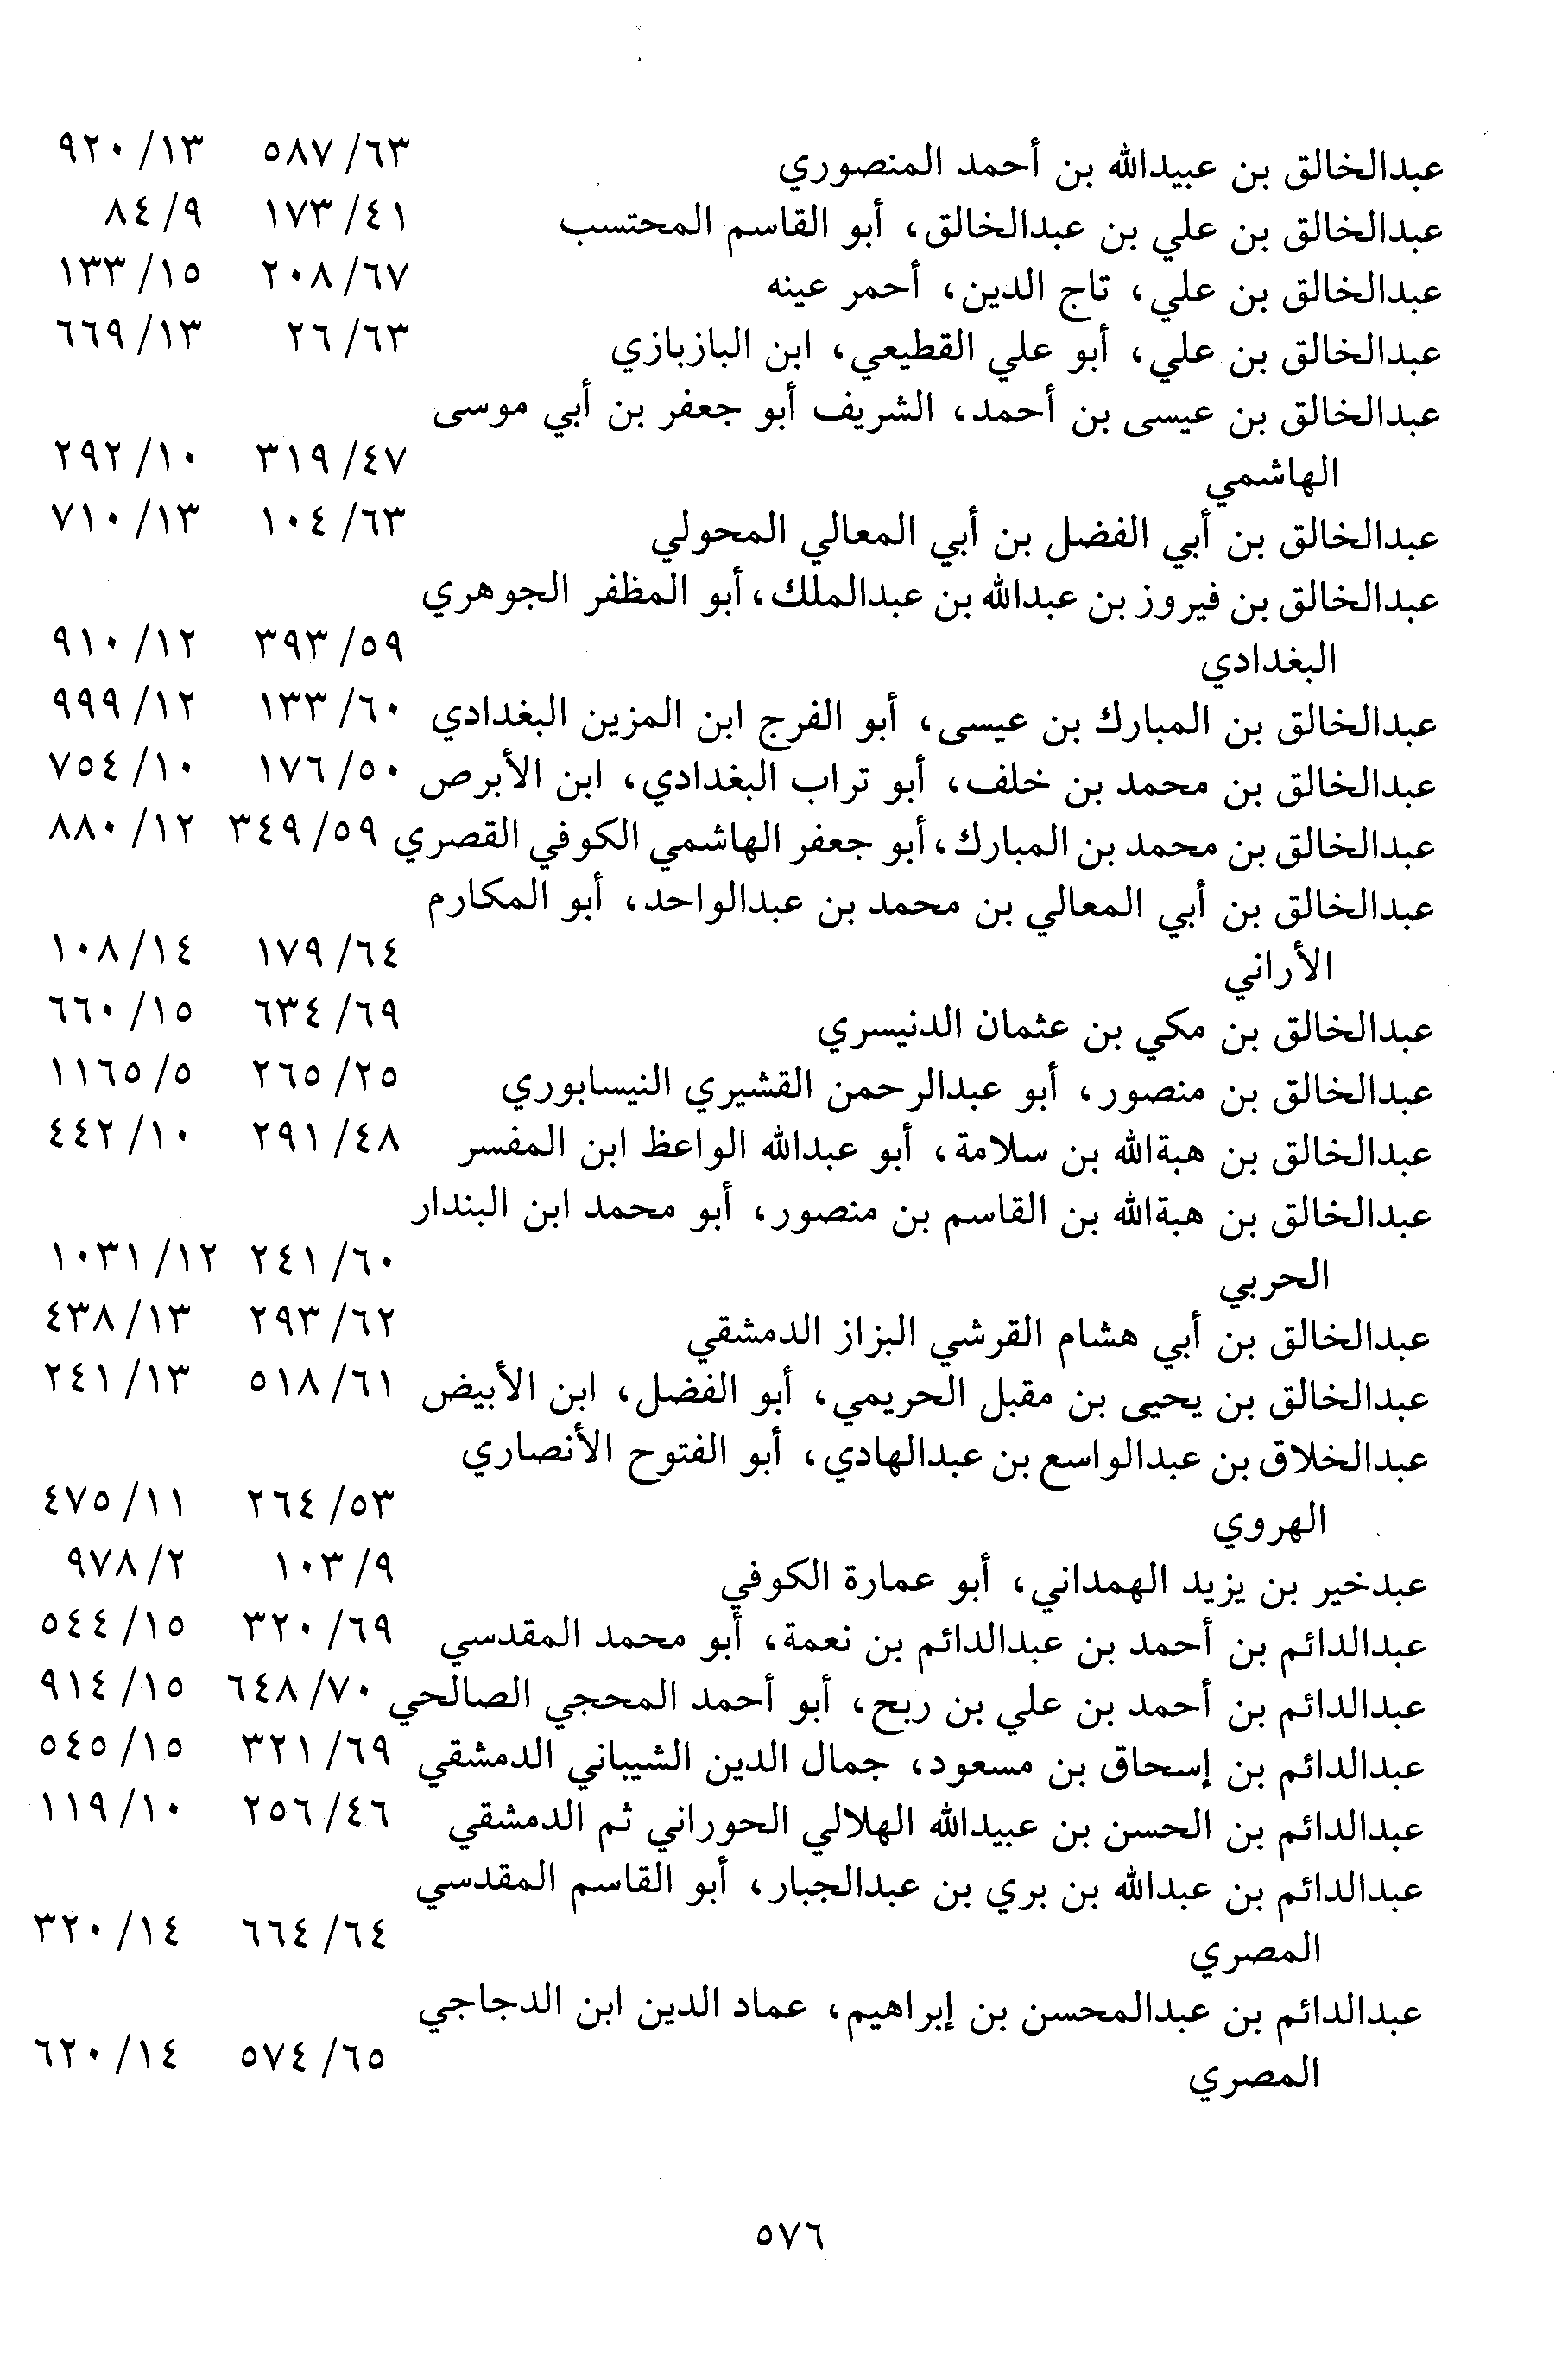 عبدالخالق بن عبيدالله بن أحمد المنصوري ٦٣/ ٥٨٧ ١٣/ ٩٢٠
عبدالخالق بن علي بن عبدالخالق، أبو القاسم المحتسب ٤١/ ١٧٣ ٩/ ٨٤
عبدالخالق بن علي، تاج الدين، أحمر عينه ٦٧/ ٢٠٨ ١٥/ ١٣٣
عبدالخالق بن علي، أبو علي القطيعي، ابن البازبازي ٦٣/ ٢٦ ١٣/ ٦٦٩
عبدالخالق بن عيسى بن أحمد، الشريف أبو جعفر بن أبي موسى
الهاشمي ٤٧/ ٣١٩ ١٠/ ٢٩٢
عبدالخالق بن أبي الفضل بن أبي المعالي المحولي ٦٣/ ١٠٤ ١٣/ ٧١٠
عبدالخالق بن فيروز بن عبدالله بن عبدالملك، أبو المظفر الجوهري
البغدادي ٥٩/ ٣٩٣ ١٢/ ٩١٠
عبدالخالق بن المبارك بن عيسى، أبو الفرج ابن المزين البغدادي ٦٠/ ١٣٣ ١٢/ ٩٩٩
عبدالخالق بن محمد بن خلف، أبو تراب البغدادي، ابن الأبرص ٥٠/ ١٧٦ ١٠/ ٧٥٤
عبدالخالق بن محمد بن المبارك، أبو جعفر الهاشمي الكوفي القصري ٥٩/ ٣٤٩ ١٢/ ٨٨٠
عبدالخالق بن أبي المعالي بن محمد بن عبدالواحد، أبو المكارم
الأراني ٦٤/ ١٧٩ ١٤/ ١٠٨
عبدالخالق بن مكي بن عثمان الدنيسري ٦٩/ ٦٣٤ ١٥/ ٦٦٠
عبدالخالق بن منصور، أبو عبدالرحمن القشيري النيسابوري ٢٥/ ٢٦٥ ٥/ ١١٦٥
عبدالخالق بن هبةالله بن سلامة، أبو عبدالله الواعظ ابن المفسر ٤٨/ ٢٩١ ١٠/ ٤٤٢
عبدالخالق بن هبةالله بن القاسم بن منصور، أبو محمد ابن البندار
الحربي ٦٠/ ٢٤١ ١٢/ ١٠٣١
عبدالخالق بن أبي هشام القرشي البزاز الدمشقي ٦٢/ ٢٩٣ ١٣/ ٤٣٨
عبدالخالق بن يحيى بن مقبل الحريمي، أبو الفضل، ابن الأبيض ٦١/ ٥١٨ ١٣/ ٢٤١
عبدالخلاق بن عبدالواسع بن عبدالهادي، أبو الفتوح الأنصاري
الهروي ٥٣/ ٢٦٤ ١١/ ٤٧٥
عبدخير بن يزيد الهمداني، أبو عمارة الكوفي ٩/ ١٠٣ ٢/ ٩٧٨
عبدالدائم بن أحمد بن عبدالدائم بن نعمة، أبو محمد المقدسي ٦٩/ ٣٢٠ ١٥/ ٥٤٤
عبدالدائم بن أحمد بن علي بن ربح، أبو أحمد المحجي الصالحي ٧٠/ ٦٤٨ ١٥/ ٩١٤
عبدالدائم بن إسحاق بن مسعود، جمال الدين الشيباني الدمشقي ٦٩/ ٣٢١ ١٥/ ٥٤٥
عبدالدائم بن الحسن بن عبيدالله الهلالي الحوراني ثم الدمشقي ٤٦/ ٢٥٦ ١٠/ ١١٩
عبدالدائم بن عبدالله بن بري بن عبدالجبار، أبو القاسم المقدسي
المصري ٦٤/ ٦٦٤ ١٤/ ٣٢٠
عبدالدائم بن عبدالمحسن بن إبراهيم، عماد الدين ابن الدجاجي
المصري ٦٥/ ٥٧٤ ١٤/ ٦٢٠
٥٧٦